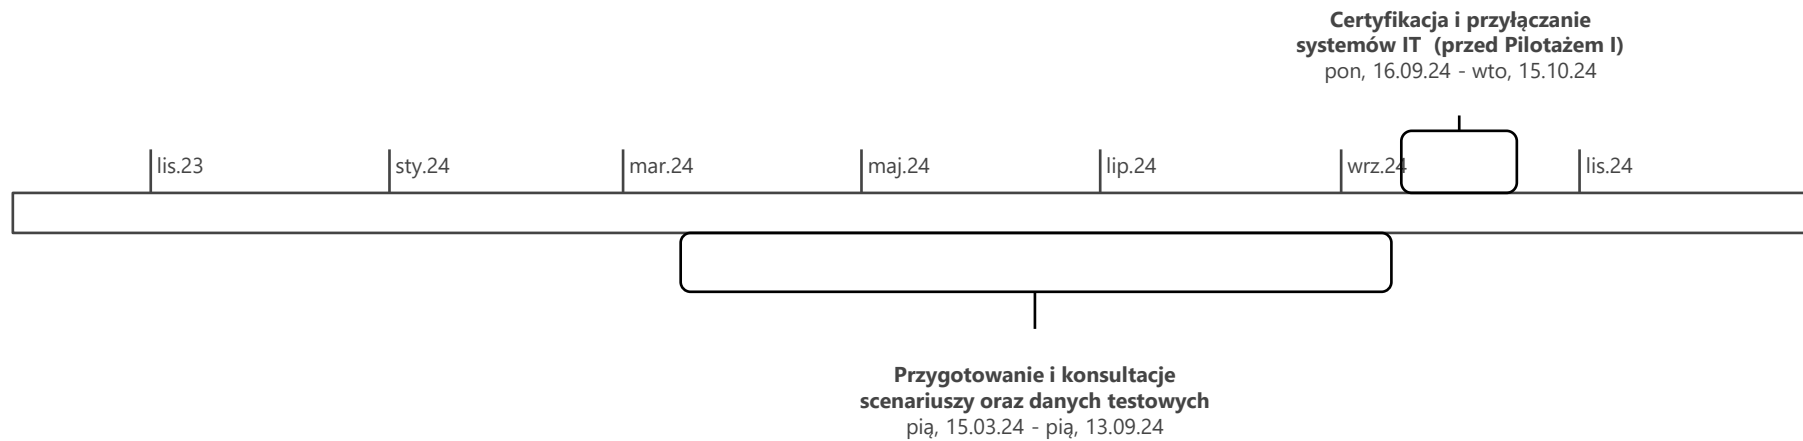 Certyfikacja i przyłączanie
systemów IT (przed Pilotażem I)
pon, 16.09.24 - wto, 15.10.24
lis.23
sty.24
mar.24
maj.24
lip.24
wrz.24
lis.24
Przygotowanie i konsultacje
scenariuszy oraz danych testowych
pią, 15.03.24 - pią, 13.09.24